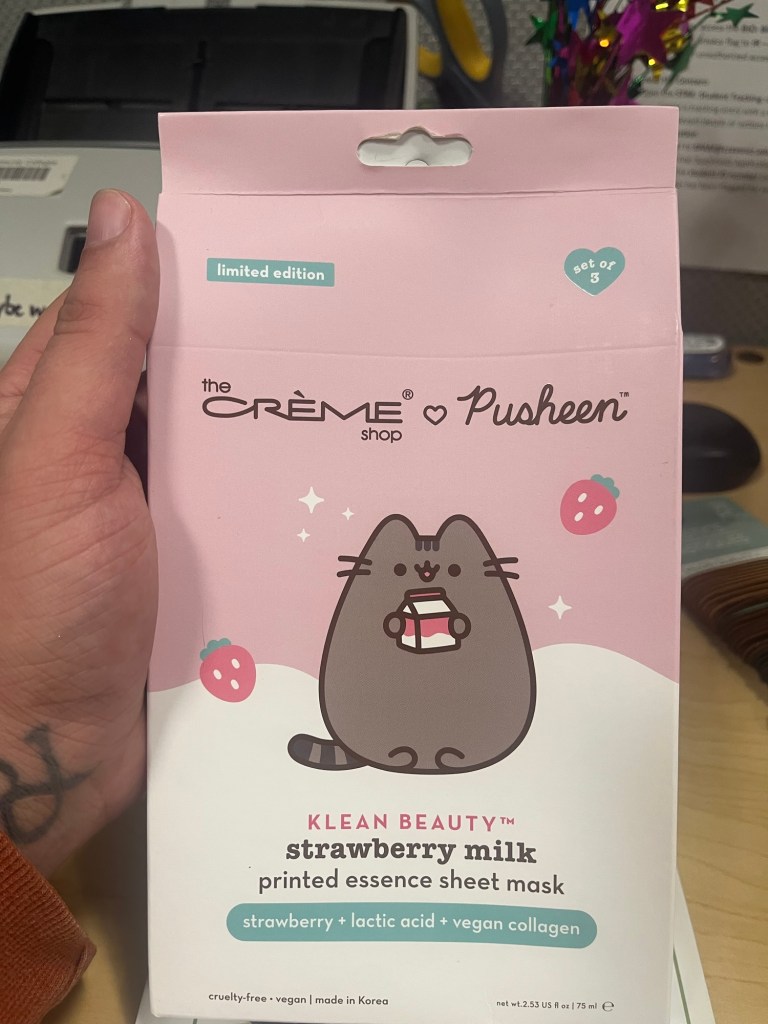 limited edition
set of
3
the
CRÈME®
shop
♡ Pusheen™
KLEAN BEAUTY™
strawberry milk
printed essence sheet mask
strawberry + lactic acid + vegan collagen
cruelty-free • vegan | made in Korea
net wt.2.53 US fl oz | 75 ml ℮